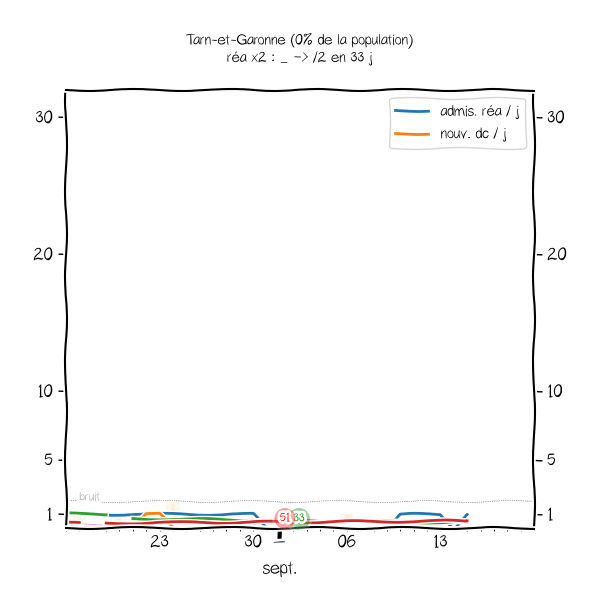 Tarn-et-Garonne (0% de la population)
réa x2 : _ -> /2 en 33 j
admis. réa / j
nouv. dc / j
30
30
20
20
10
10
5
5
... bruit
1
51
33
1
23
30
06
13
sept.